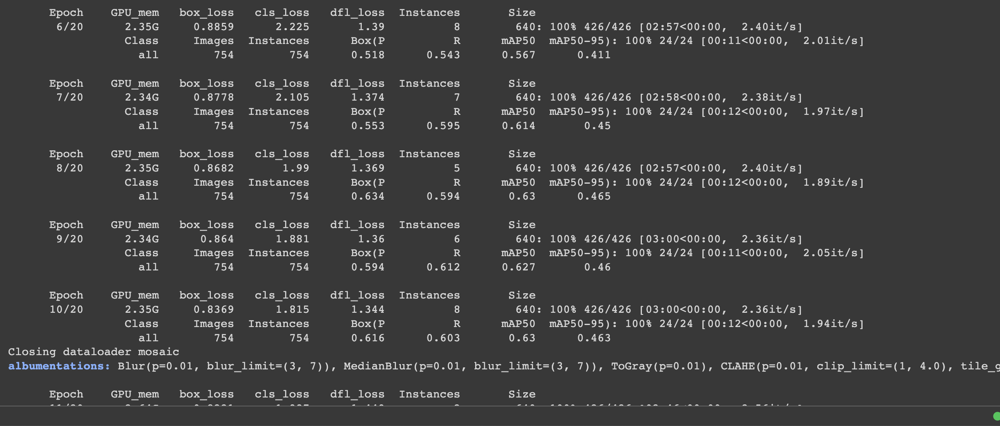 Epoch GPU_mem box_loss cls_loss dfl_loss Instances Size
6/20 2.35G 0.8859 2.225 1.39 8 640: 100% 426/426 [02:57<00:00, 2.40it/s]
Class Images Instances Box(P R mAP50 mAP50-95): 100% 24/24 [00:11<00:00, 2.01it/s]
all 754 754 0.518 0.543 0.567 0.411
Epoch GPU_mem box_loss cls_loss dfl_loss Instances Size
7/20 2.34G 0.8778 2.105 1.374 7 640: 100% 426/426 [02:58<00:00, 2.38it/s]
Class Images Instances Box(P R mAP50 mAP50-95): 100% 24/24 [00:12<00:00, 1.97it/s]
all 754 754 0.553 0.595 0.614 0.45
Epoch GPU_mem box_loss cls_loss dfl_loss Instances Size
8/20 2.35G 0.8682 1.99 1.369 5 640: 100% 426/426 [02:57<00:00, 2.40it/s]
Class Images Instances Box(P R mAP50 mAP50-95): 100% 24/24 [00:12<00:00, 1.89it/s]
all 754 754 0.634 0.594 0.63 0.465
Epoch GPU_mem box_loss cls_loss dfl_loss Instances Size
9/20 2.34G 0.864 1.881 1.36 6 640: 100% 426/426 [03:00<00:00, 2.36it/s]
Class Images Instances Box(P R mAP50 mAP50-95): 100% 24/24 [00:11<00:00, 2.05it/s]
all 754 754 0.594 0.612 0.627 0.46
Epoch GPU_mem box_loss cls_loss dfl_loss Instances Size
10/20 2.35G 0.8369 1.815 1.344 8 640: 100% 426/426 [03:00<00:00, 2.36it/s]
Class Images Instances Box(P R mAP50 mAP50-95): 100% 24/24 [00:12<00:00, 1.94it/s]
all 754 754 0.616 0.603 0.63 0.463
Closing dataloader mosaic
albumentations: Blur(p=0.01, blur_limit=(3, 7)), MedianBlur(p=0.01, blur_limit=(3, 7)), ToGray(p=0.01), CLAHE(p=0.01, clip_limit=(1, 4.0), tile_g
Epoch GPU_mem box_loss cls_loss dfl_loss Instances Size